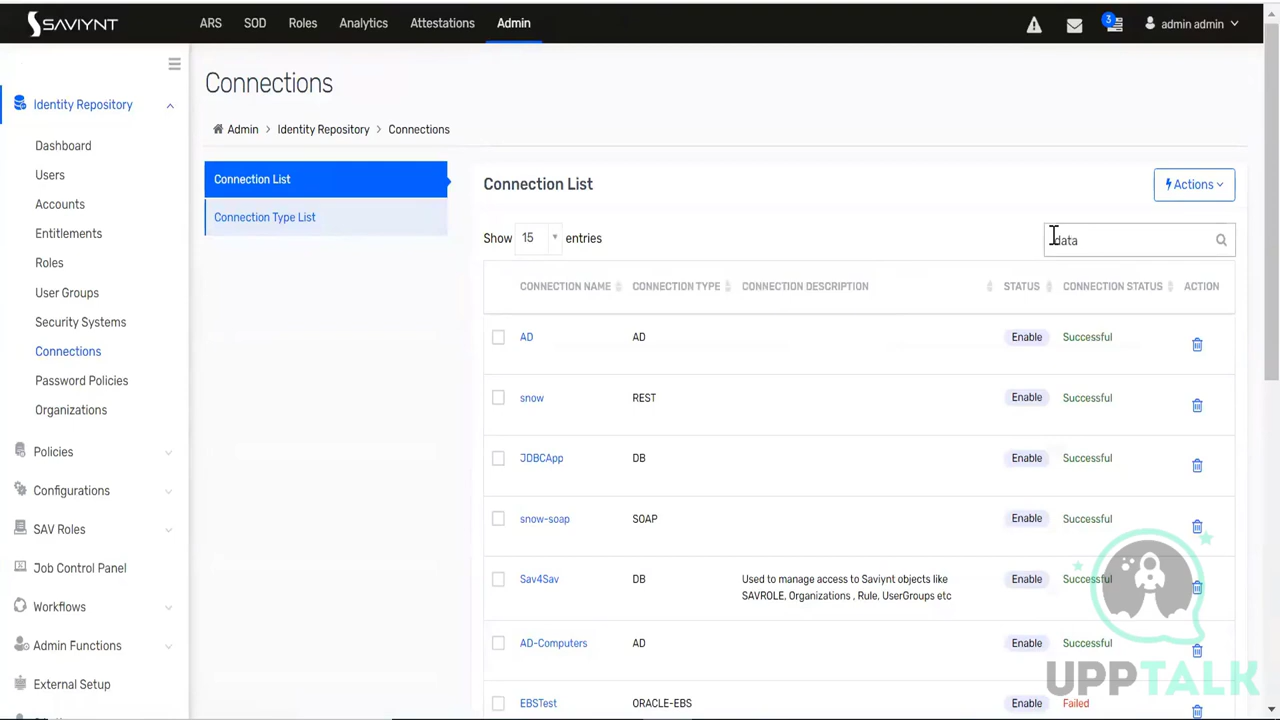 SAVIYNT
ARS SOD Roles Analytics Attestations Admin
3
admin admin
Identity Repository
Dashboard
Users
Accounts
Entitlements
Roles
User Groups
Security Systems
Connections
Password Policies
Organizations
Policies
Configurations
SAV Roles
Job Control Panel
Workflows
Admin Functions
External Setup
Connections
Admin > Identity Repository > Connections
Connection List
Connection Type List
Connection List
Actions
Show 15 entries
data
CONNECTION NAME CONNECTION TYPE CONNECTION DESCRIPTION STATUS CONNECTION STATUS ACTION
AD AD Enable Successful
snow REST Enable Successful
JDBCApp DB Enable Successful
snow-soap SOAP Enable Successful
Sav4Sav DB Used to manage access to Saviynt objects like Enable Successful
SAVROLE, Organizations , Rule, UserGroups etc
AD-Computers AD Enable Successful
EBSTest ORACLE-EBS Enable Failed
UPPTALK